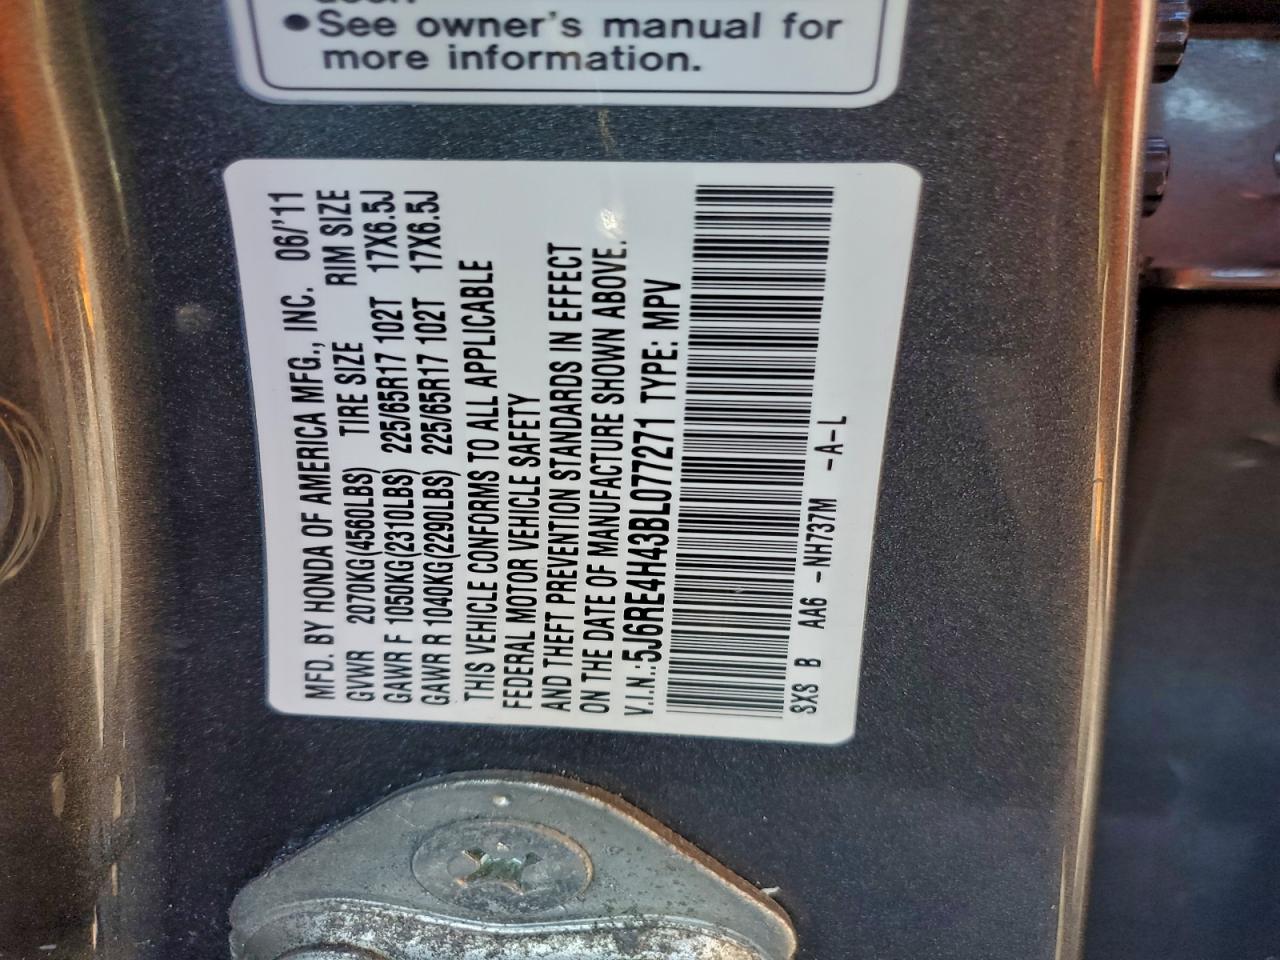 ●See owner's manual for
more information.
MFD. BY HONDA OF AMERICA MFG., INC. 06/'11
GVWR 2070KG(4560LBS) TIRE SIZE RIM SIZE
GAWR F 1050KG(2310LBS) 225/65R17 102T 17X6.5J
GAWR R 1040KG(2290LBS) 225/65R17 102T 17X6.5J
THIS VEHICLE CONFORMS TO ALL APPLICABLE
FEDERAL MOTOR VEHICLE SAFETY
AND THEFT PREVENTION STANDARDS IN EFFECT
ON THE DATE OF MANUFACTURE SHOWN ABOVE.
V.I.N.:5J6RE4H43BL077271 TYPE: MPV
SXS B AA6 -NH737M -A-L